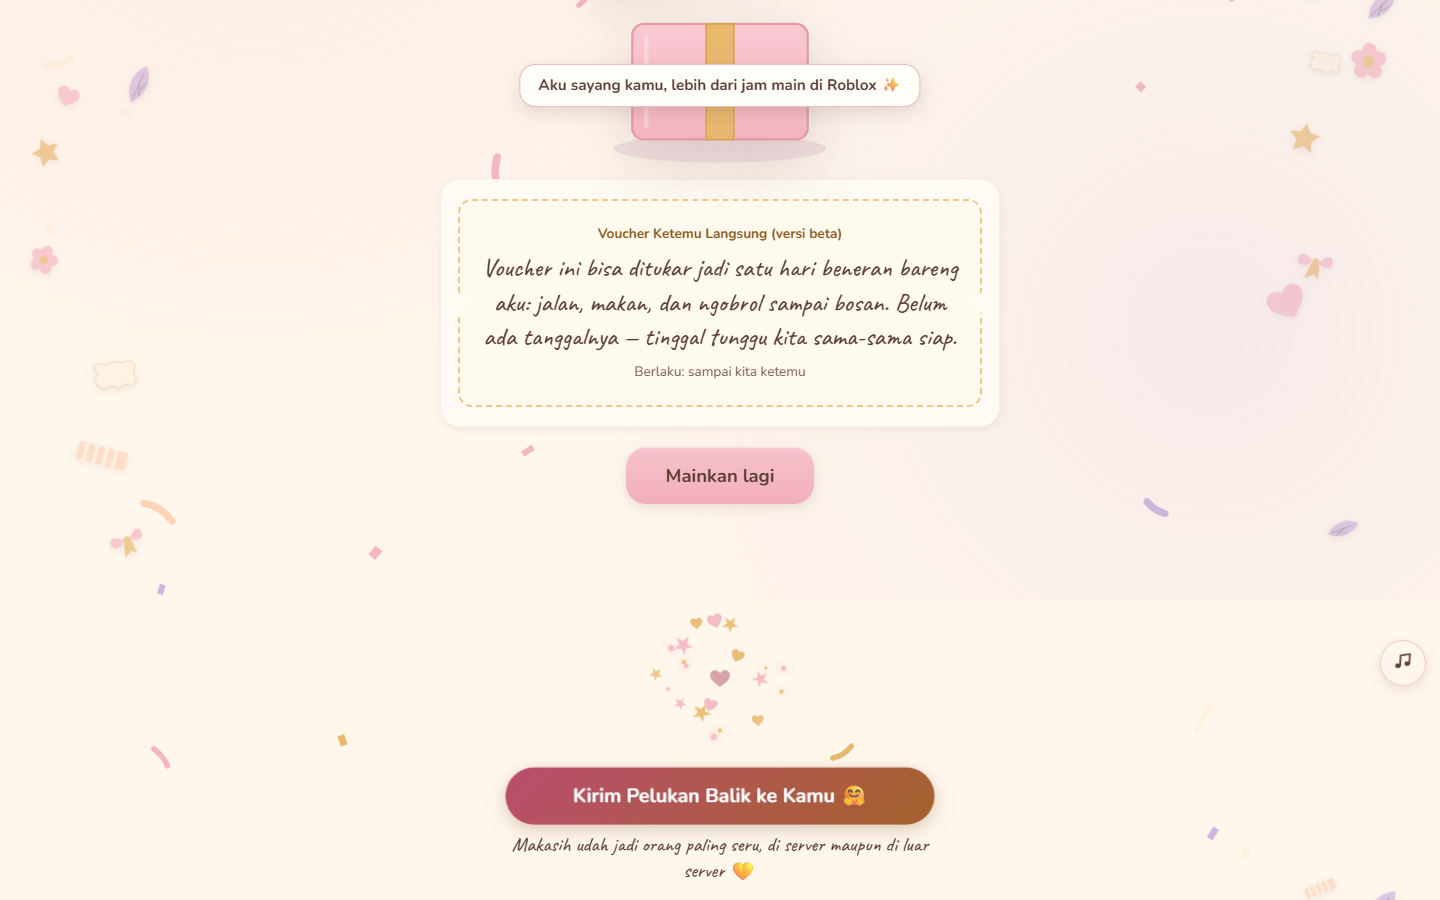 Aku sayang kamu, lebih dari jam main di Roblox ✨
Voucher Ketemu Langsung (versi beta)
Voucher ini bisa ditukar jadi satu hari beneran bareng
aku: jalan, makan, dan ngobrol sampai bosan. Belum
ada tanggalnya — tinggal tunggu kita sama-sama siap.
Berlaku: sampai kita ketemu
Mainkan lagi
Kirim Pelukan Balik ke Kamu 🤗
Makasih udah jadi orang paling seru, di server maupun di luar
server 💛